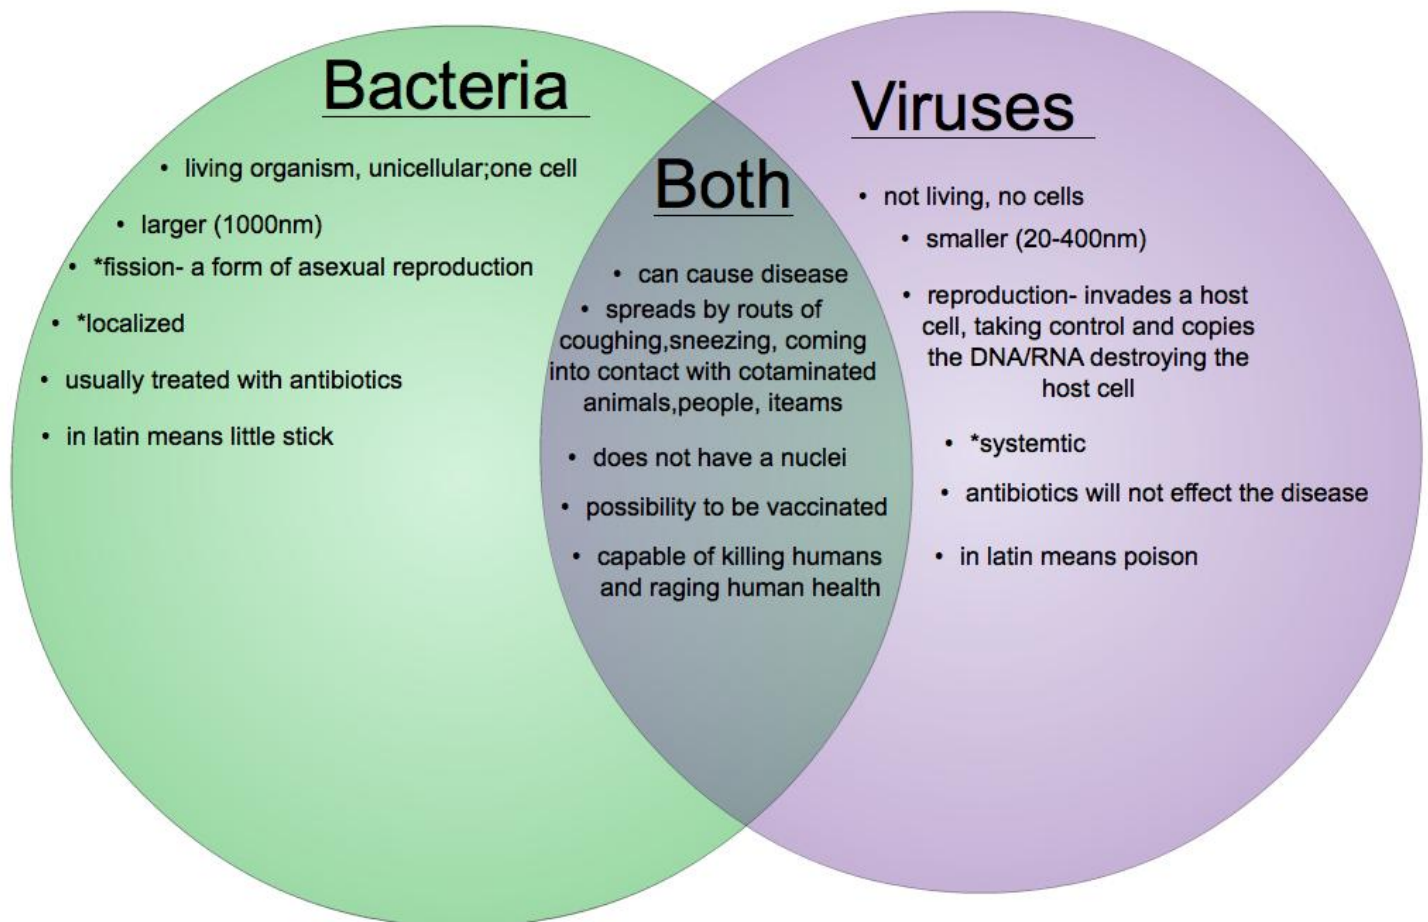 Bacteria
• living organism, unicellular;one cell
• larger (1000nm)
• *fission- a form of asexual reproduction
• *localized
• usually treated with antibiotics
• in latin means little stick
Both
• can cause disease
• spreads by routs of
coughing,sneezing, coming
into contact with cotaminated
animals,people, iteams
• does not have a nuclei
• possibility to be vaccinated
• capable of killing humans
and raging human health
Viruses
• not living, no cells
• smaller (20-400nm)
• reproduction- invades a host
cell, taking control and copies
the DNA/RNA destroying the
host cell
• *systemtic
• antibiotics will not effect the disease
• in latin means poison